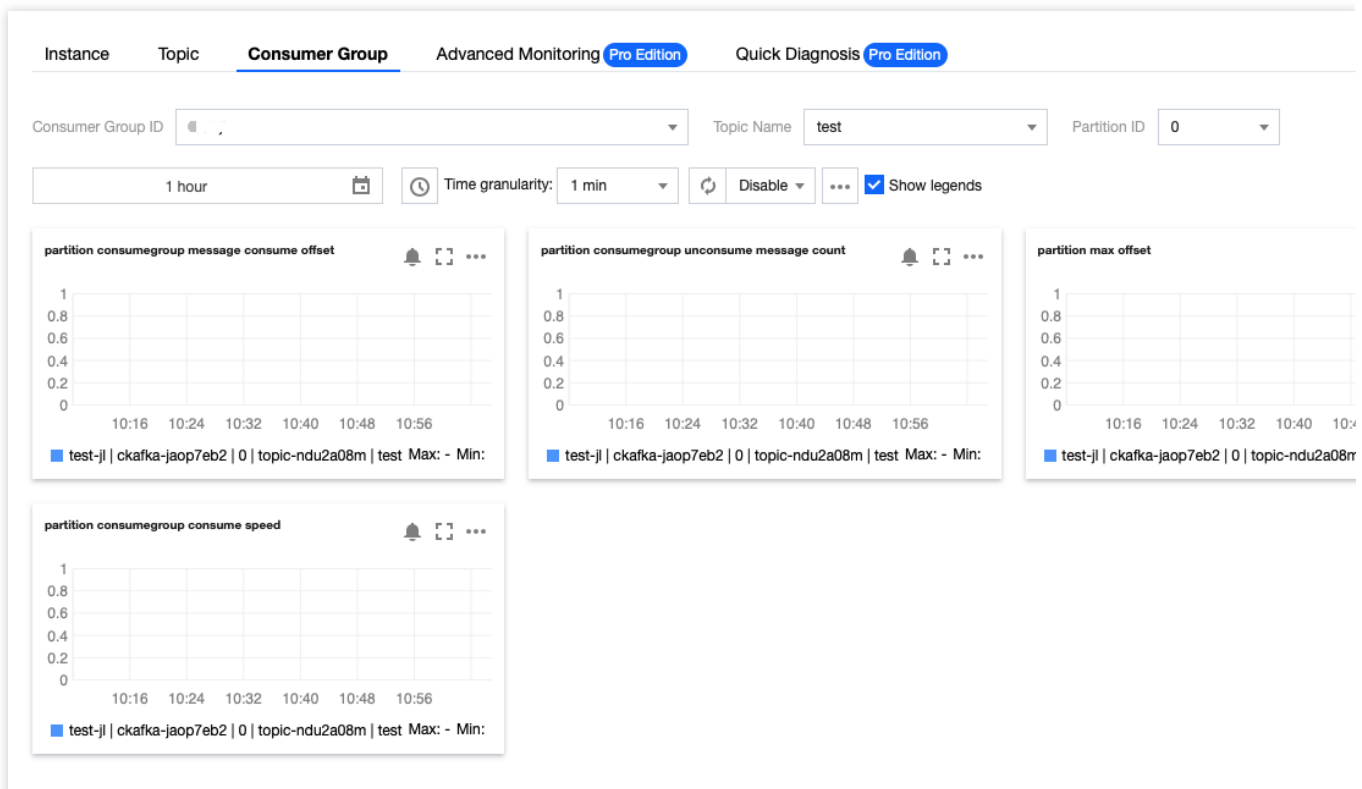 Instance Topic Consumer Group Advanced Monitoring Pro Edition Quick Diagnosis Pro Edition
Consumer Group ID Topic Name test Partition ID 0
1 hour Time granularity: 1 min Disable Show legends
partition consumegroup message consume offset
1
0.8
0.6
0.4
0.2
0
10:16 10:24 10:32 10:40 10:48 10:56
test-jl | ckafka-jaop7eb2 | 0 | topic-ndu2a08m | test Max: - Min:
partition consumegroup unconsume message count
1
0.8
0.6
0.4
0.2
0
10:16 10:24 10:32 10:40 10:48 10:56
test-jl | ckafka-jaop7eb2 | 0 | topic-ndu2a08m | test Max: - Min:
partition max offset
1
0.8
0.6
0.4
0.2
0
10:16 10:24 10:32 10:40
test-jl | ckafka-jaop7eb2 | 0 | topic-ndu2a08m
partition consumegroup consume speed
1
0.8
0.6
0.4
0.2
0
10:16 10:24 10:32 10:40 10:48 10:56
test-jl | ckafka-jaop7eb2 | 0 | topic-ndu2a08m | test Max: - Min: